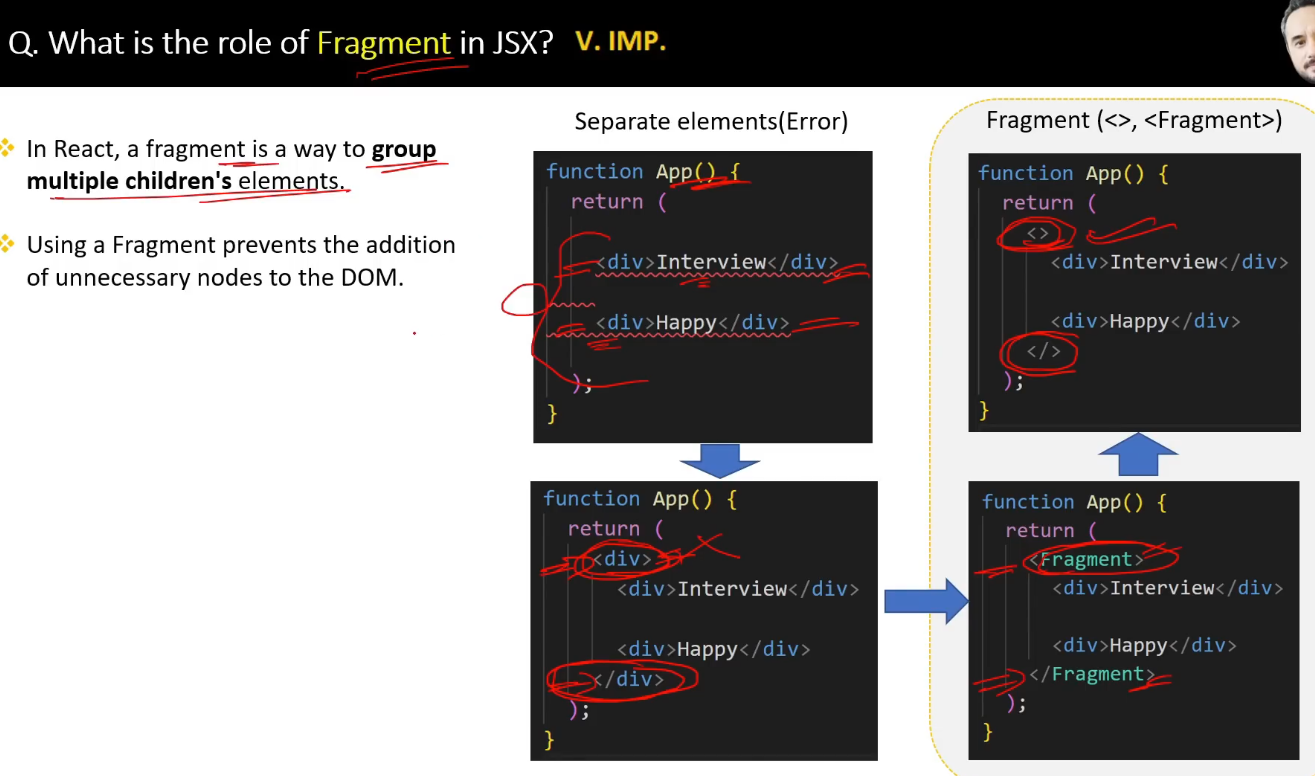 Q. What is the role of Fragment in JSX? V. IMP.
In React, a fragment is a way to group
multiple children's elements.
Using a Fragment prevents the addition
of unnecessary nodes to the DOM.
Separate elements(Error)
function App() {
return (
<div>Interview</div>
<div>Happy</div>
);
}
function App() {
return (
<div>
<div>Interview</div>
<div>Happy</div>
</div>
);
}
Fragment (<>, <Fragment>)
function App() {
return (
<>
<div>Interview</div>
<div>Happy</div>
</>
);
}
function App() {
return (
<Fragment>
<div>Interview</div>
<div>Happy</div>
</Fragment>
);
}